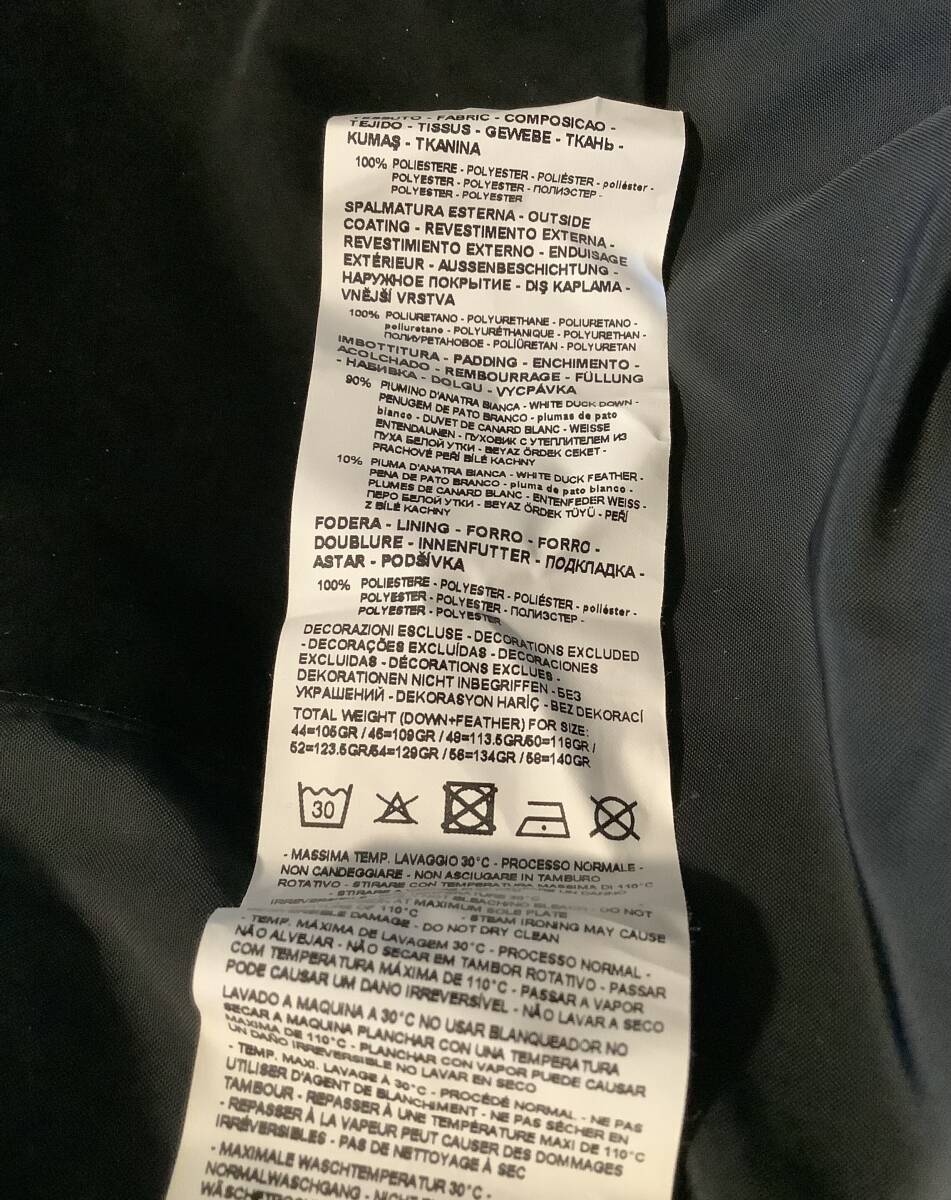 FABRIC - COMPOSICAO -
TEJIDO - TISSUS - GEWEBE - ТКАНЬ -
KUMAŞ - TKANINA
100% POLIESTERE - POLYESTER - POLIÉSTER - poliéster -
POLYESTER - POLYESTER - ПОЛИЭСТЕР -
POLYESTER - POLYESTER
SPALMATURA ESTERNA - OUTSIDE
COATING - REVESTIMENTO EXTERNA -
REVESTIMIENTO EXTERNO - ENDUISAGE
EXTÉRIEUR - AUSSENBESCHICHTUNG -
НАРУЖНОЕ ПОКРЫТИЕ - DIŞ KAPLAMA -
VNĚJŠÍ VRSTVA
100% POLIURETANO - POLYURETHANE - POLIURETANO -
poliuretano - POLYURÉTHANIQUE - POLYURETHAN -
ПОЛИУРЕТАНОВОЕ - POLİÜRETAN - POLYURETAN
IMBOTTITURA - PADDING - ENCHIMENTO -
ACOLCHADO - REMBOURRAGE - FÜLLUNG
- НАБИВКА - DOLGU - VYCPÁVKA
90% PIUMINO D'ANATRA BIANCA - WHITE DUCK DOWN -
PENUGEM DE PATO BRANCO - plumas de pato
blanco - DUVET DE CANARD BLANC - WEISSE
ENTENDAUNEN - ПУХОВИК С УТЕПЛИТЕЛЕМ ИЗ
ПУХА БЕЛОЙ УТКИ - BEYAZ ÖRDEK CEKET -
PRACHOVÉ PEŘÍ BÍLÉ KACHNY
10% PIUMA D'ANATRA BIANCA - WHITE DUCK FEATHER -
PENA DE PATO BRANCO - pluma de pato blanco -
PLUMES DE CANARD BLANC - ENTENFEDER WEISS -
ПЕРО БЕЛОЙ УТКИ - BEYAZ ÖRDEK TÜYÜ - PEŘÍ
Z BÍLÉ KACHNY
FODERA - LINING - FORRO - FORRO -
DOUBLURE - INNENFUTTER - ПОДКЛАДКА -
ASTAR - PODŠÍVKA
100% POLIESTERE - POLYESTER - POLIÉSTER - poliéster -
POLYESTER - POLYESTER - ПОЛИЭСТЕР -
POLYESTER - POLYESTER
DECORAZIONI ESCLUSE - DECORATIONS EXCLUDED
- DECORAÇÕES EXCLUÍDAS - DECORACIONES
EXCLUIDAS - DÉCORATIONS EXCLUES -
DEKORATIONEN NICHT INBEGRIFFEN - БЕЗ
УКРАШЕНИЙ - DEKORASYON HARİÇ - BEZ DEKORACÍ
TOTAL WEIGHT (DOWN+FEATHER) FOR SIZE:
44=105GR / 46=109GR / 48=113.5GR/50=118GR /
52=123.5GR/54=129GR / 56=134GR / 58=140GR
30
- MASSIMA TEMP. LAVAGGIO 30°C - PROCESSO NORMALE -
NON CANDEGGIARE - NON ASCIUGARE IN TAMBURO
ROTATIVO - STIRARE CON TEMPERATURA MASSIMA DI 110°C
DO NOT
110°C AT MAXIMUM SOLE PLATE
- STEAM IRONING MAY CAUSE
DAMAGE - DO NOT DRY CLEAN
- TEMP. MÁXIMA DE LAVAGEM 30°C - PROCESSO NORMAL -
NÃO ALVEJAR - NÃO SECAR EM TAMBOR ROTATIVO - PASSAR
COM TEMPERATURA MÁXIMA DE 110°C - PASSAR A VAPOR
PODE CAUSAR UM DANO IRREVERSÍVEL - NÃO LAVAR A SECO
LAVADO A MAQUINA A 30°C NO USAR BLANQUEADOR NO
SECAR A MAQUINA PLANCHAR CON UNA TEMPERATURA
MAXIMA DE 110°C - PLANCHAR CON VAPOR PUEDE CAUSAR
UN DAÑO IRREVERSIBLE NO LAVAR EN SECO
- TEMP. MAXI. LAVAGE À 30°C - PROCÉDÉ NORMAL - NE PAS
UTILISER D'AGENT DE BLANCHIMENT - NE PAS SÉCHER EN
TAMBOUR - REPASSER À UNE TEMPÉRATURE MAXI DE 110°C
- REPASSER À LA VAPEUR PEUT CAUSER DES DOMMAGES
IRRÉVERSIBLES - PAS DE NETTOYAGE À SEC
- MAXIMALE WASCHTEMPERATUR 30°C -
NORMALWASCHGANG - NICHT